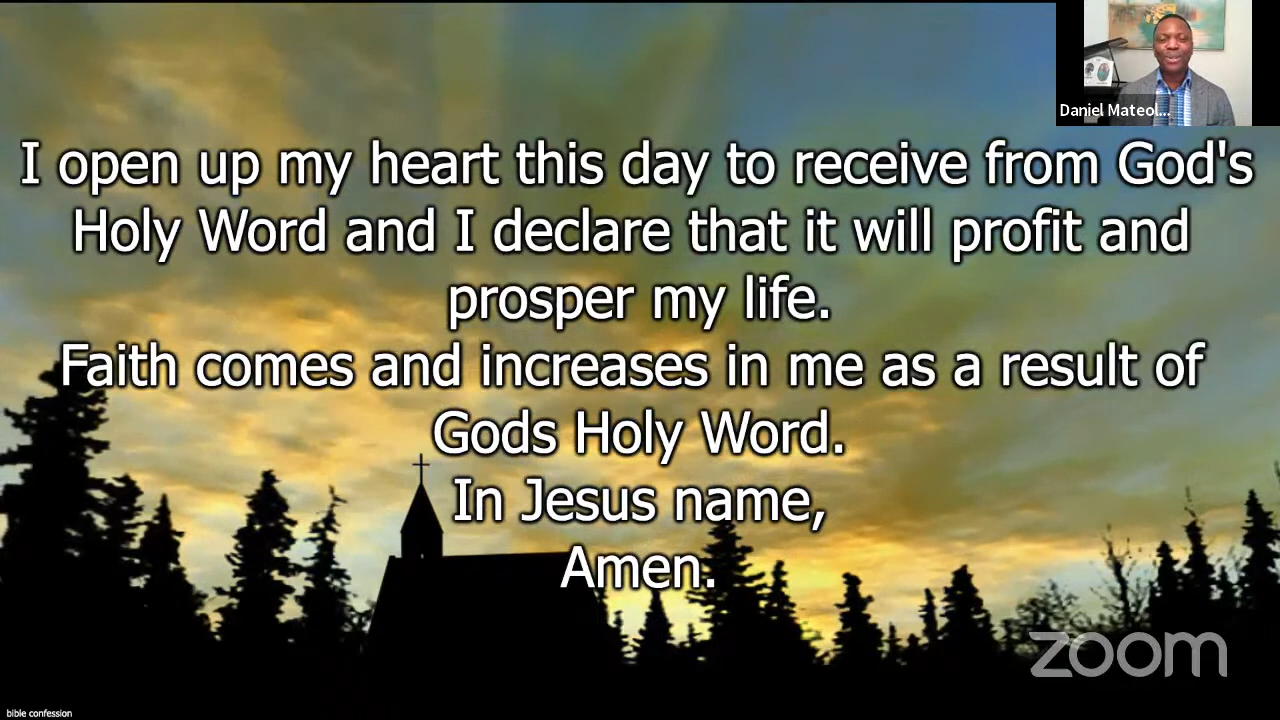 Daniel Mateol...
I open up my heart this day to receive from God's
Holy Word and I declare that it will profit and
prosper my life.
Faith comes and increases in me as a result of
Gods Holy Word.
In Jesus name,
Amen.
zoom
bible confession